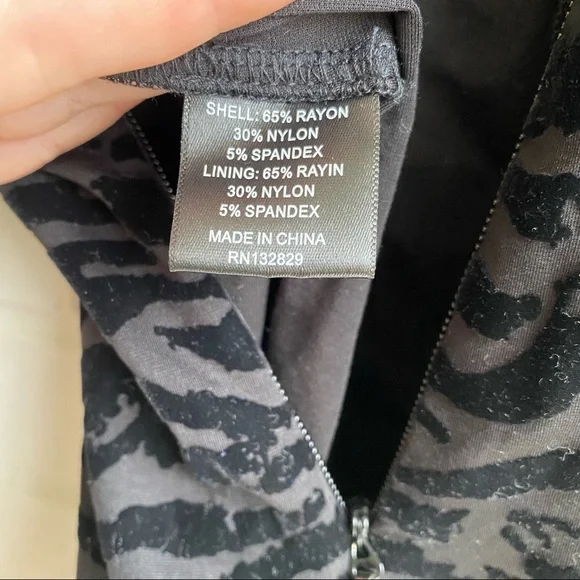 SHELL: 65% RAYON
30% NYLON
5% SPANDEX
LINING: 65% RAYIN
30% NYLON
5% SPANDEX
MADE IN CHINA
RN132829